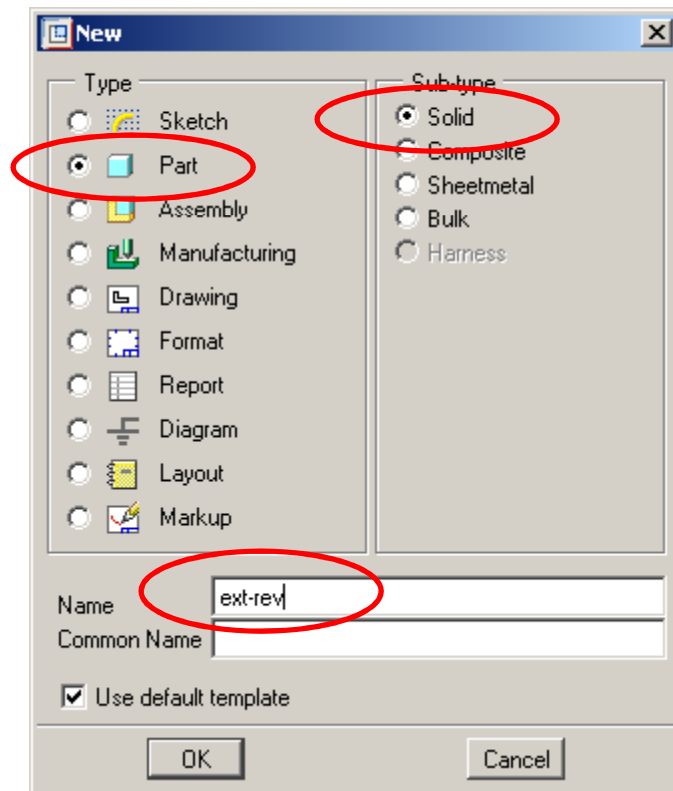 New
Type
Sketch
Part
Assembly
Manufacturing
Drawing
Format
Report
Diagram
Layout
Markup
Sub-type
Solid
Composite
Sheetmetal
Bulk
Harness
Name ext-rev
Common Name
Use default template
OK Cancel